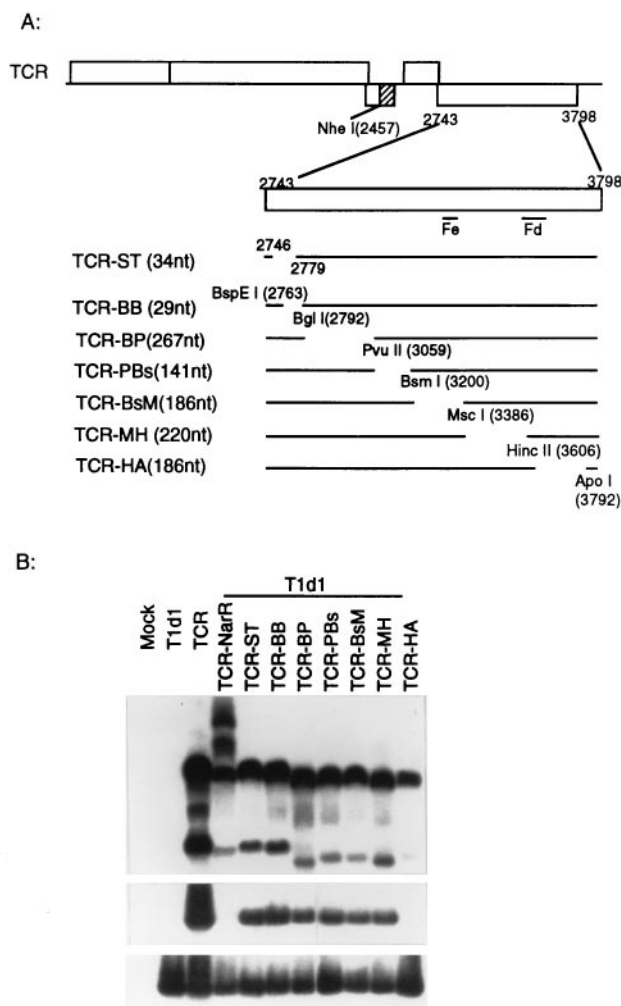 A:
TCR
Nhe I(2457)
2743
3798
2743
3798
Fe
Fd
2746
TCR-ST (34nt)
2779
BspE I (2763)
TCR-BB (29nt)
Bgl I(2792)
TCR-BP(267nt)
Pvu II (3059)
TCR-PBs(141nt)
Bsm I (3200)
TCR-BsM(186nt)
Msc I (3386)
TCR-MH (220nt)
Hinc II (3606)
TCR-HA(186nt)
Apo I
(3792)
B:
T1d1
Mock
T1d1
TCR
TCR-NarR
TCR-ST
TCR-BB
TCR-BP
TCR-PBs
TCR-BsM
TCR-MH
TCR-HA